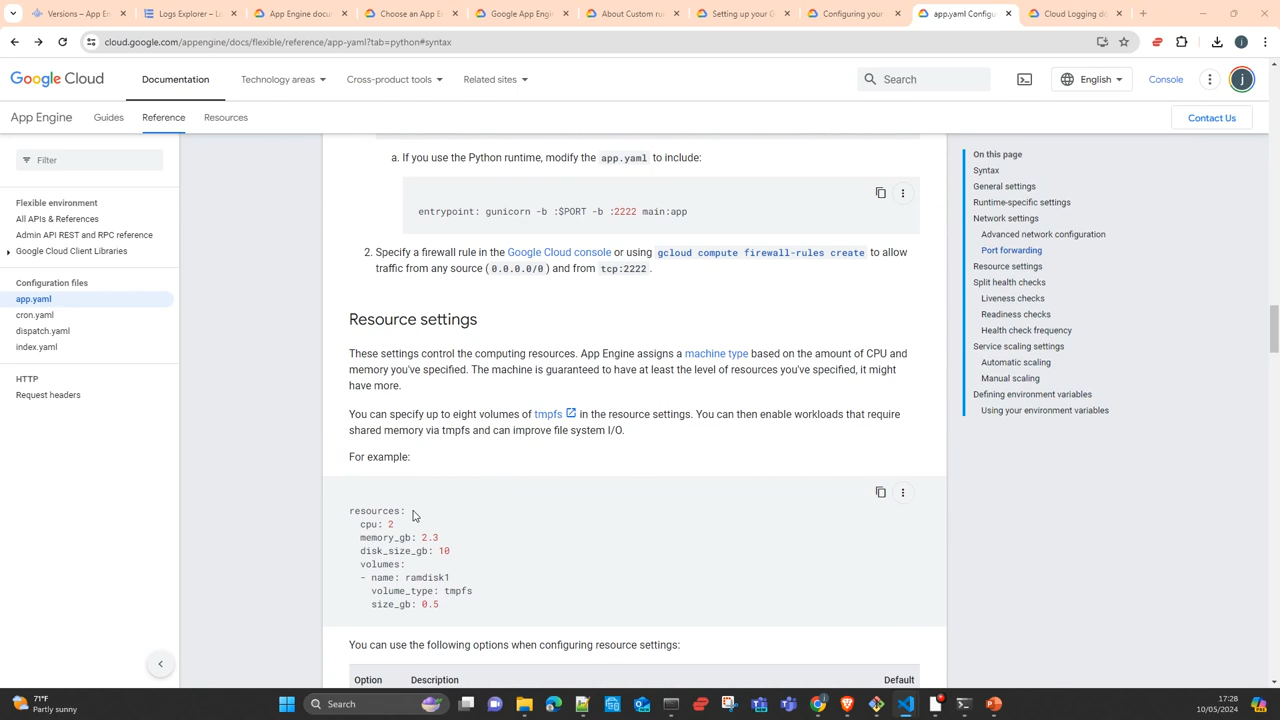 Versions – /
Logs Explorer – L
App Engine docu
Choose an App E
Google App Engin
About Custom ru
Setting up your G
Configuring your
app.yaml Configu
Cloud Logging do
cloud.google.com/appengine/docs/flexible/reference/app-yaml?tab=python#syntax
j
Google Cloud
Documentation
Technology areas
Cross-product tools
Related sites
Search
English
Console
j
App Engine
Guides
Reference
Resources
Contact Us
Filter
Flexible environment
All APIs & References
Admin API REST and RPC reference
Google Cloud Client Libraries
Configuration files
app.yaml
cron.yaml
dispatch.yaml
index.yaml
HTTP
Request headers
a. If you use the Python runtime, modify the app.yaml to include:
entrypoint: gunicorn -b :$PORT -b :2222 main:app
2. Specify a firewall rule in the Google Cloud console or using gcloud compute firewall-rules create to allow
traffic from any source ( 0.0.0.0/0 ) and from tcp:2222 .
Resource settings
These settings control the computing resources. App Engine assigns a machine type based on the amount of CPU and
memory you've specified. The machine is guaranteed to have at least the level of resources you've specified, it might
have more.
You can specify up to eight volumes of tmpfs in the resource settings. You can then enable workloads that require
shared memory via tmpfs and can improve file system I/O.
For example:
resources:
cpu: 2
memory_gb: 2.3
disk_size_gb: 10
volumes:
- name: ramdisk1
volume_type: tmpfs
size_gb: 0.5
You can use the following options when configuring resource settings:
Option Description Default
On this page
Syntax
General settings
Runtime-specific settings
Network settings
Advanced network configuration
Port forwarding
Resource settings
Split health checks
Liveness checks
Readiness checks
Health check frequency
Service scaling settings
Automatic scaling
Manual scaling
Defining environment variables
Using your environment variables
71°F
Partly sunny
Search
17:28
10/05/2024